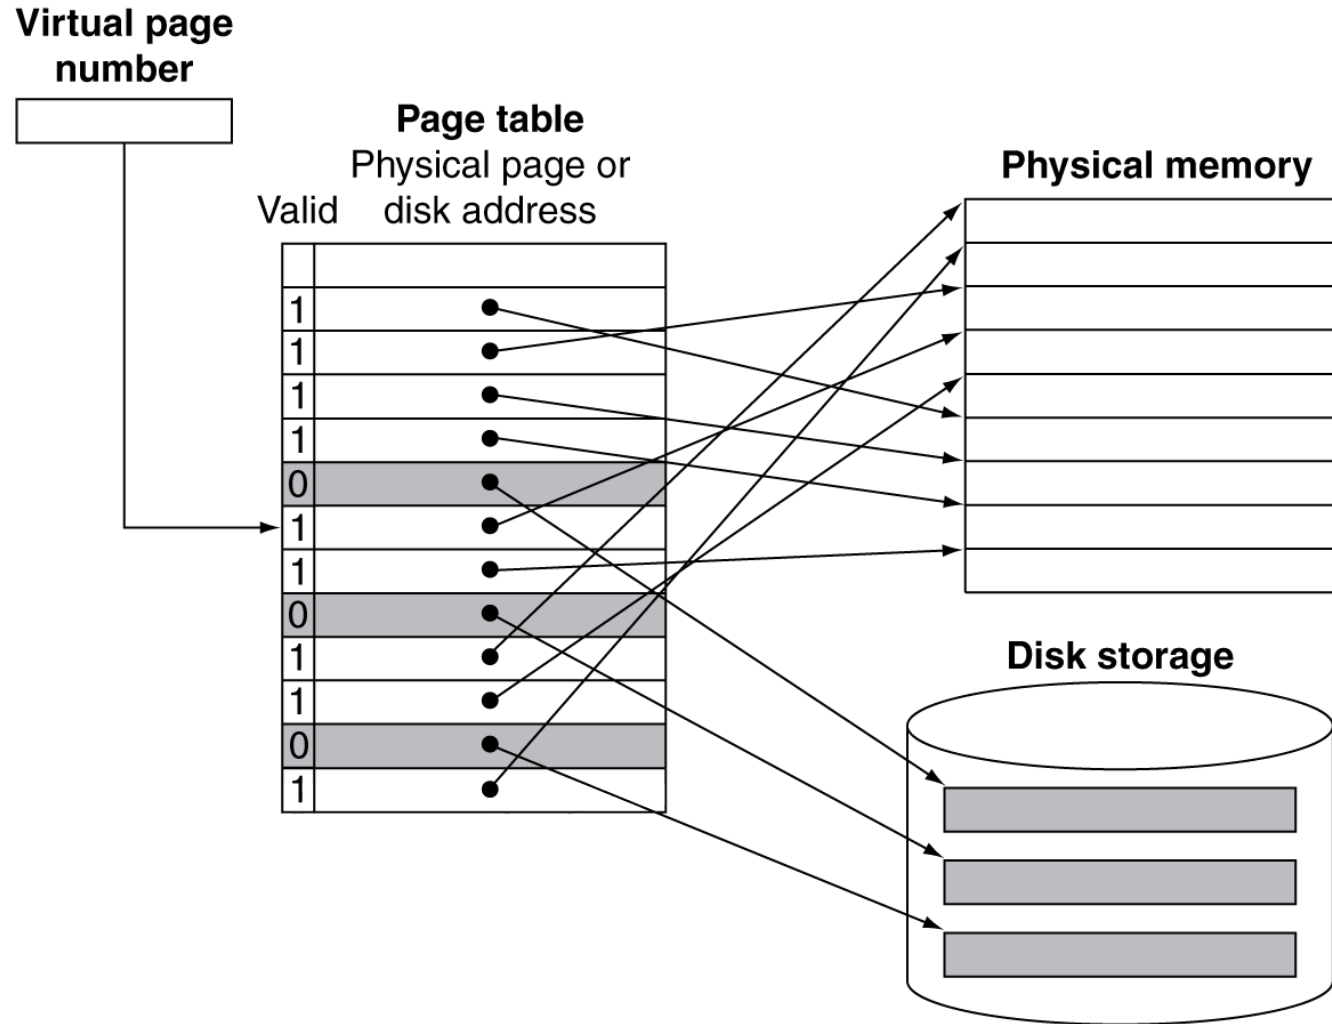 Virtual page
number
Page table
Physical page or
disk address
Valid
Physical memory
1
1
1
1
0
1
1
0
1
1
0
1
Disk storage